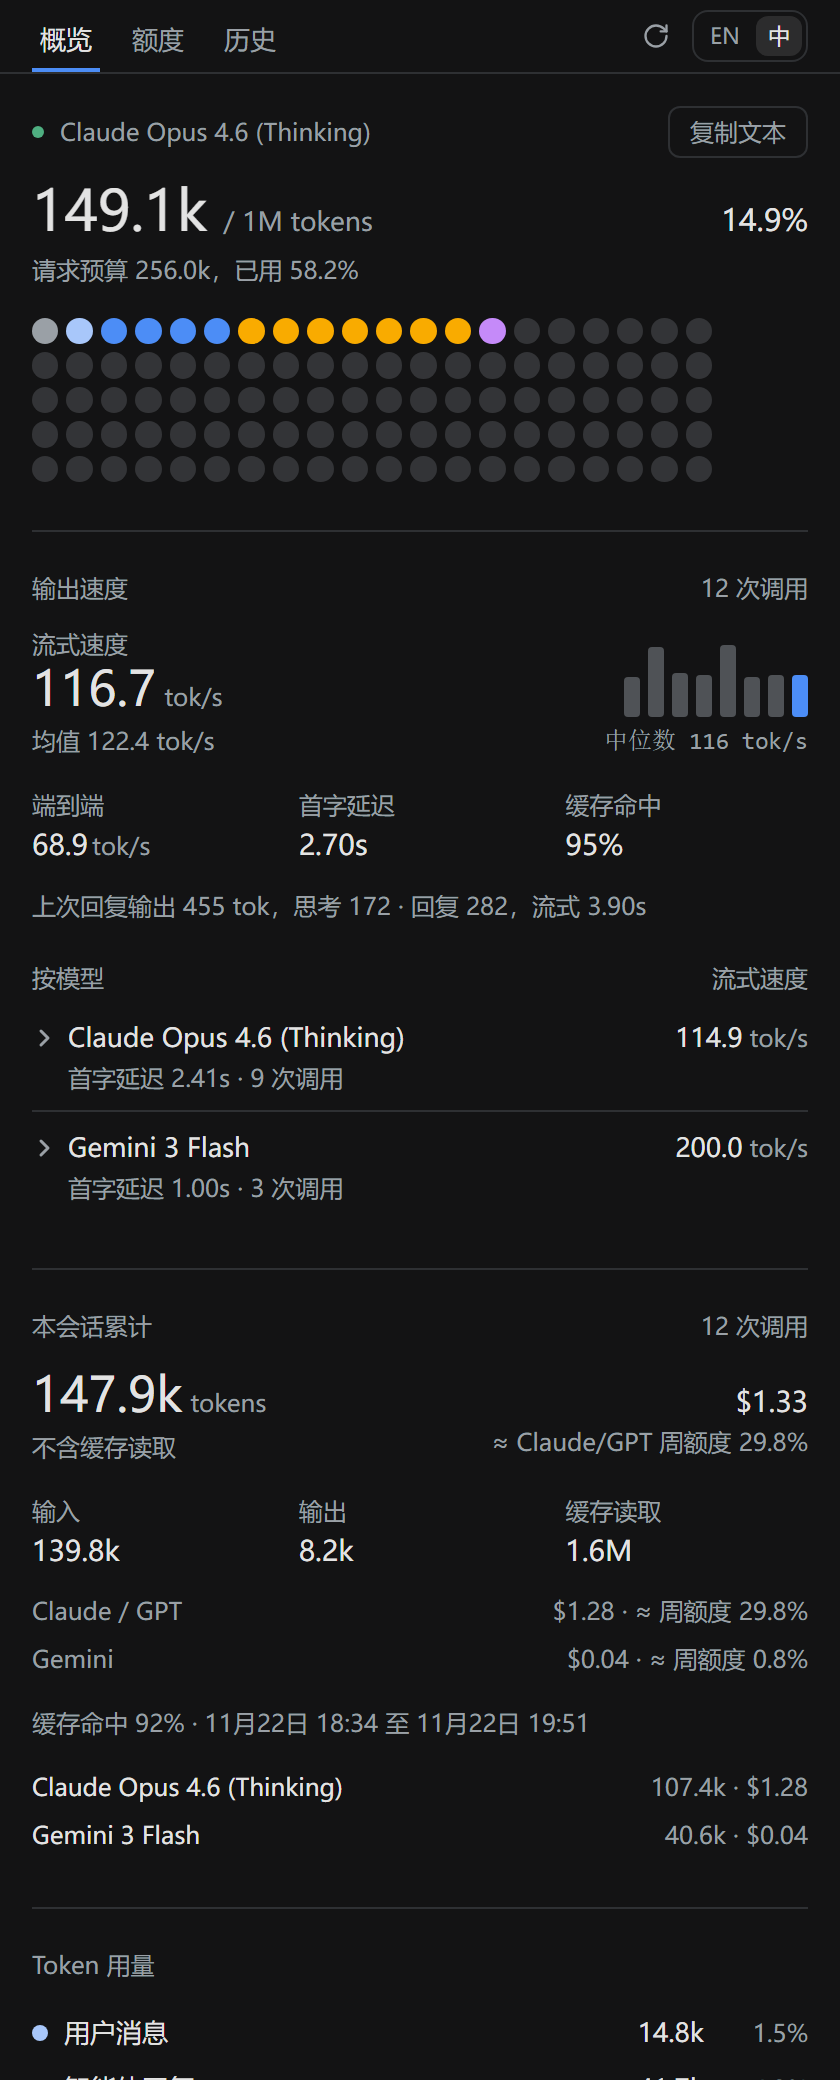 概览 额度 历史 EN 中
Claude Opus 4.6 (Thinking) 复制文本
149.1k / 1M tokens 14.9%
请求预算 256.0k，已用 58.2%
输出速度 12 次调用
流式速度
116.7 tok/s
均值 122.4 tok/s 中位数 116 tok/s
端到端 首字延迟 缓存命中
68.9 tok/s 2.70s 95%
上次回复输出 455 tok，思考 172 · 回复 282，流式 3.90s
按模型 流式速度
Claude Opus 4.6 (Thinking) 114.9 tok/s
首字延迟 2.41s · 9 次调用
Gemini 3 Flash 200.0 tok/s
首字延迟 1.00s · 3 次调用
本会话累计 12 次调用
147.9k tokens $1.33
不含缓存读取 ≈ Claude/GPT 周额度 29.8%
输入 输出 缓存读取
139.8k 8.2k 1.6M
Claude / GPT $1.28 · ≈ 周额度 29.8%
Gemini $0.04 · ≈ 周额度 0.8%
缓存命中 92% · 11月22日 18:34 至 11月22日 19:51
Claude Opus 4.6 (Thinking) 107.4k · $1.28
Gemini 3 Flash 40.6k · $0.04
Token 用量
用户消息 14.8k 1.5%